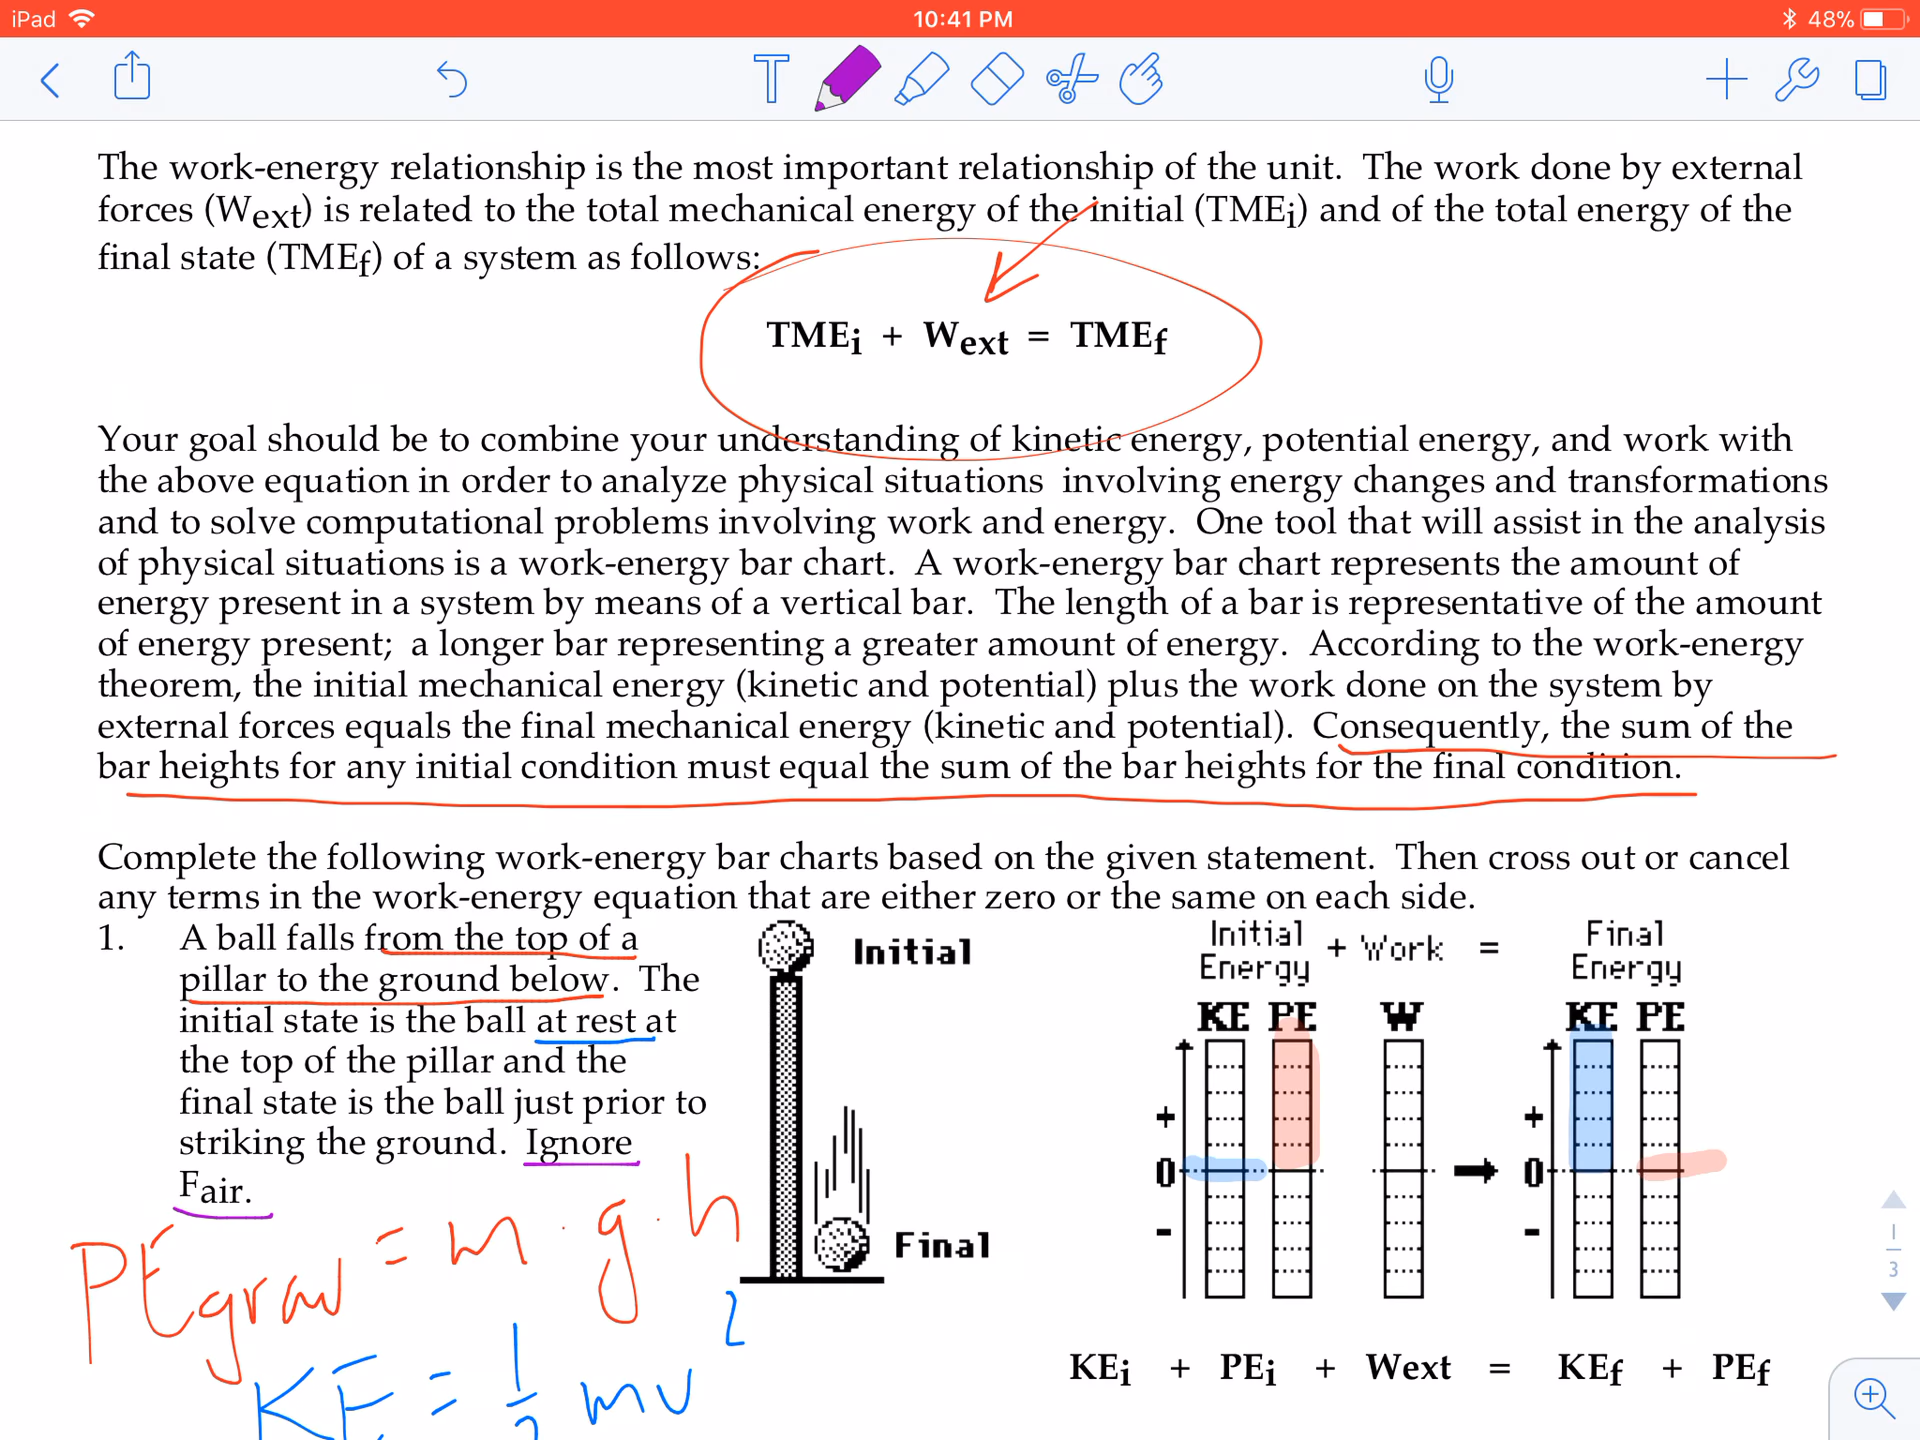 iPad 10:41 PM 48%
T
The work-energy relationship is the most important relationship of the unit. The work done by external
forces (Wext) is related to the total mechanical energy of the initial (TMEi) and of the total energy of the
final state (TMEf) of a system as follows:
TMEi + Wext = TMEf
Your goal should be to combine your understanding of kinetic energy, potential energy, and work with
the above equation in order to analyze physical situations involving energy changes and transformations
and to solve computational problems involving work and energy. One tool that will assist in the analysis
of physical situations is a work-energy bar chart. A work-energy bar chart represents the amount of
energy present in a system by means of a vertical bar. The length of a bar is representative of the amount
of energy present; a longer bar representing a greater amount of energy. According to the work-energy
theorem, the initial mechanical energy (kinetic and potential) plus the work done on the system by
external forces equals the final mechanical energy (kinetic and potential). Consequently, the sum of the
bar heights for any initial condition must equal the sum of the bar heights for the final condition.
Complete the following work-energy bar charts based on the given statement. Then cross out or cancel
any terms in the work-energy equation that are either zero or the same on each side.
1. A ball falls from the top of a
pillar to the ground below. The
initial state is the ball at rest at
the top of the pillar and the
final state is the ball just prior to
striking the ground. Ignore
Fair.
PEgrav = m · g · h
KE = 1/2 mv²
Initial
Final
Initial Energy + Work = Final Energy
KE PE W KE PE
+ +
0 0
- -
KEi + PEi + Wext = KEf + PEf
1
3